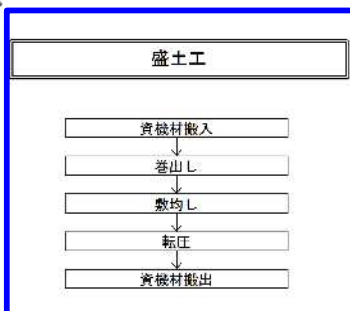 盛土工
資機材搬入
巻出し
敷均し
転圧
資機材搬出